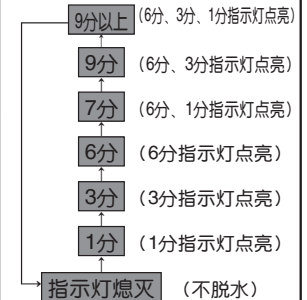 9分以上 (6分、3分、1分指示灯点亮)
9分 (6分、3分指示灯点亮)
7分 (6分、1分指示灯点亮)
6分 (6分指示灯点亮)
3分 (3分指示灯点亮)
1分 (1分指示灯点亮)
指示灯熄灭 (不脱水)